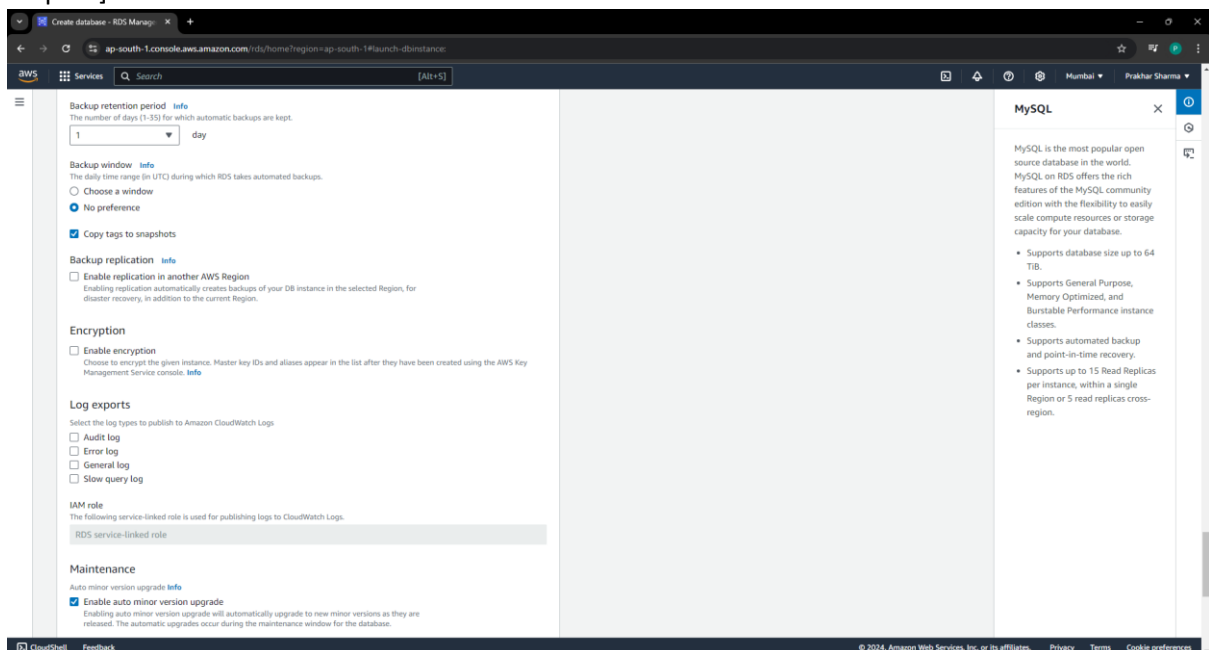 Create database - RDS Manag
ap-south-1.console.aws.amazon.com/rds/home?region=ap-south-1#launch-dbinstance:
aws Services Search [Alt+S] Mumbai Prakhar Sharma
Backup retention period Info
The number of days (1-35) for which automatic backups are kept.
1 day
Backup window Info
The daily time range (in UTC) during which RDS takes automated backups.
Choose a window
No preference
Copy tags to snapshots
Backup replication Info
Enable replication in another AWS Region
Enabling replication automatically creates backups of your DB instance in the selected Region, for
disaster recovery, in addition to the current Region.
Encryption
Enable encryption
Choose to encrypt the given instance. Master key IDs and aliases appear in the list after they have been created using the AWS Key
Management Service console. Info
Log exports
Select the log types to publish to Amazon CloudWatch Logs
Audit log
Error log
General log
Slow query log
IAM role
The following service-linked role is used for publishing logs to CloudWatch Logs.
RDS service-linked role
Maintenance
Auto minor version upgrade Info
Enable auto minor version upgrade
Enabling auto minor version upgrade will automatically upgrade to new minor versions as they are
released. The automatic upgrades occur during the maintenance window for the database.
MySQL
MySQL is the most popular open
source database in the world.
MySQL on RDS offers the rich
features of the MySQL community
edition with the flexibility to easily
scale compute resources or storage
capacity for your database.
• Supports database size up to 64
TiB.
• Supports General Purpose,
Memory Optimized, and
Burstable Performance instance
classes.
• Supports automated backup
and point-in-time recovery.
• Supports up to 15 Read Replicas
per instance, within a single
Region or 5 read replicas cross-
region.
CloudShell Feedback © 2024, Amazon Web Services, Inc. or its affiliates. Privacy Terms Cookie preferences